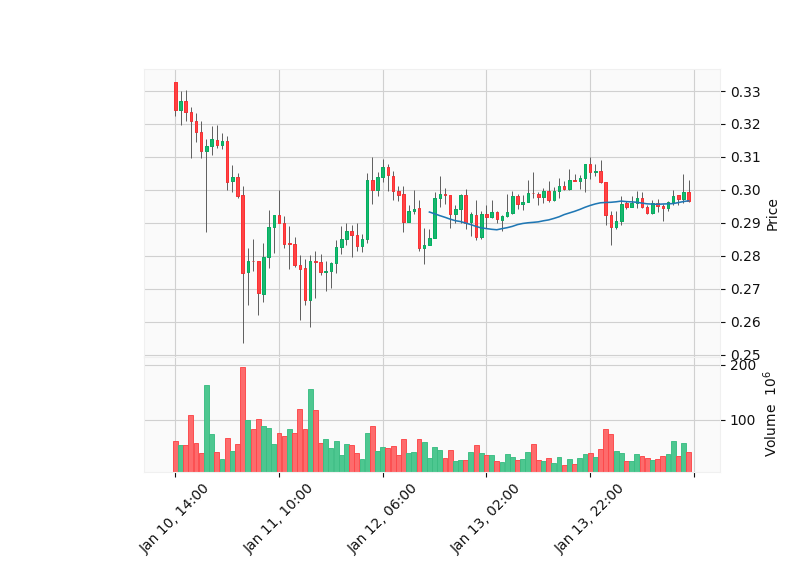 0.33
0.32
0.31
0.30
0.29
0.28
0.27
0.26
0.25
Price
200
100
Volume 10^6
Jan 10, 14:00
Jan 11, 10:00
Jan 12, 06:00
Jan 13, 02:00
Jan 13, 22:00